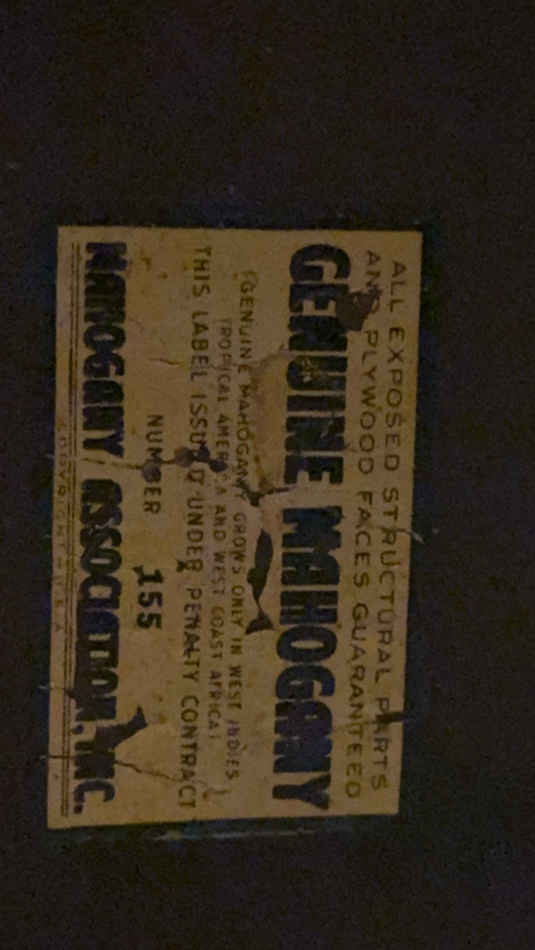 ALL EXPOSED STRUCTURAL PARTS
AND PLYWOOD FACES GUARANTEED
GENUINE MAHOGANY
(GENUINE MAHOGANY GROWS ONLY IN WEST INDIES
TROPICAL AMERICA AND WEST COAST AFRICA)
THIS LABEL ISSUED UNDER PENALTY CONTRACT
NUMBER 155
MAHOGANY ASSOCIATION, INC.
COPYRIGHT U.S.A.